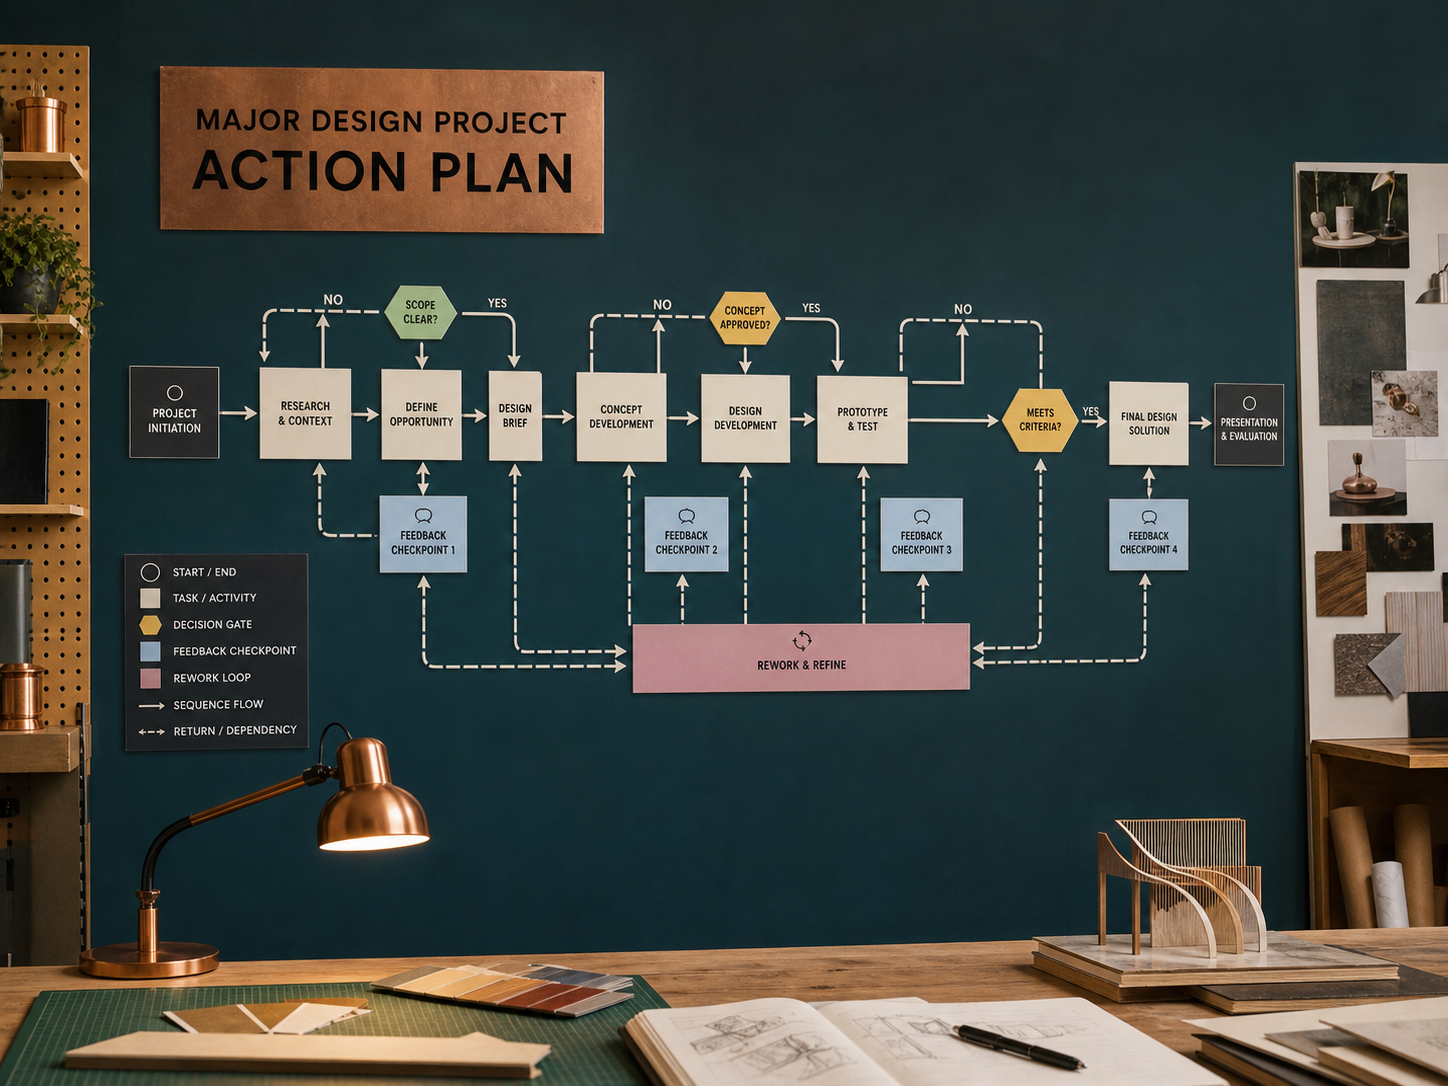 MAJOR DESIGN PROJECT
ACTION PLAN
NO
SCOPE
CLEAR?
YES
NO
CONCEPT
APPROVED?
YES
NO
PROJECT
INITIATION
RESEARCH
& CONTEXT
DEFINE
OPPORTUNITY
DESIGN
BRIEF
CONCEPT
DEVELOPMENT
DESIGN
DEVELOPMENT
PROTOTYPE
& TEST
MEETS
CRITERIA?
YES
FINAL DESIGN
SOLUTION
PRESENTATION
& EVALUATION
FEEDBACK
CHECKPOINT 1
FEEDBACK
CHECKPOINT 2
FEEDBACK
CHECKPOINT 3
FEEDBACK
CHECKPOINT 4
REWORK & REFINE
START / END
TASK / ACTIVITY
DECISION GATE
FEEDBACK CHECKPOINT
REWORK LOOP
SEQUENCE FLOW
RETURN / DEPENDENCY